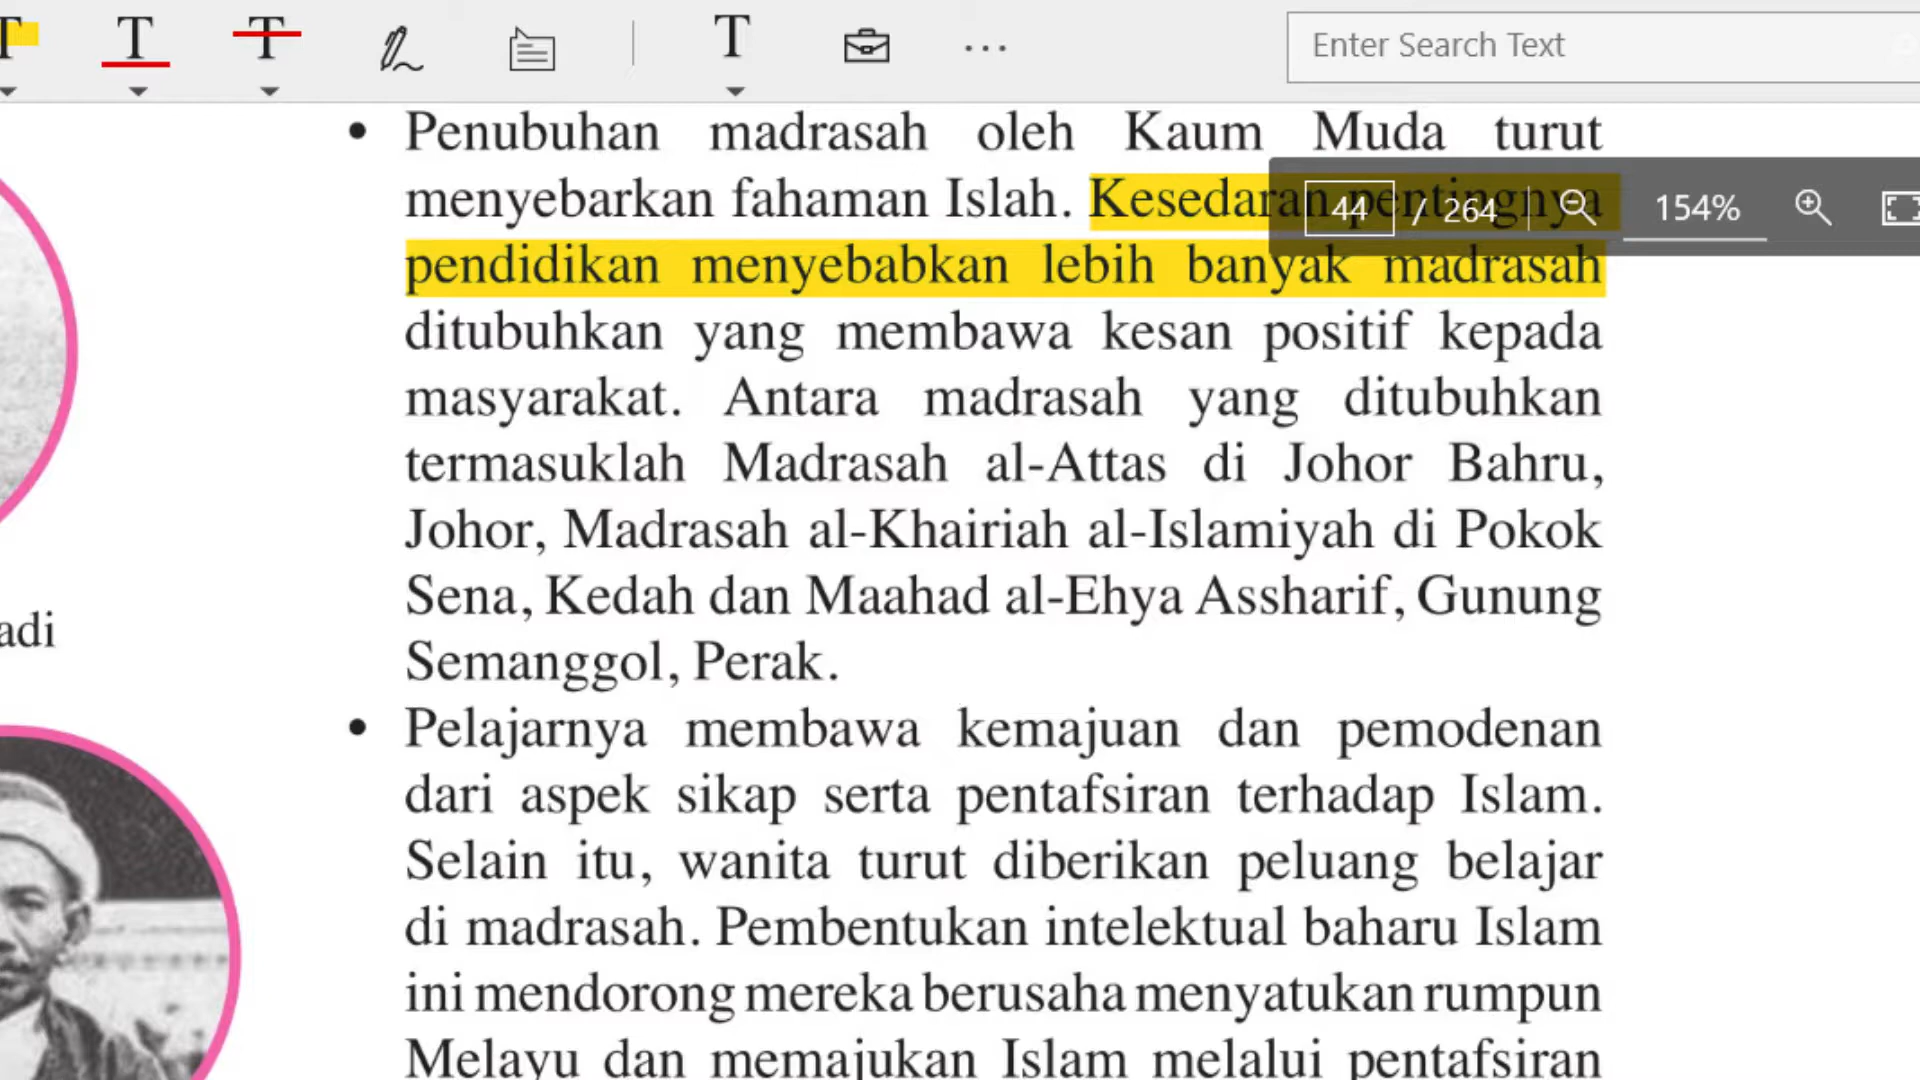 T T T T ...
Enter Search Text
44 / 264 154%
• Penubuhan madrasah oleh Kaum Muda turut
menyebarkan fahaman Islah. Kesedaran pentingnya
pendidikan menyebabkan lebih banyak madrasah
ditubuhkan yang membawa kesan positif kepada
masyarakat. Antara madrasah yang ditubuhkan
termasuklah Madrasah al-Attas di Johor Bahru,
Johor, Madrasah al-Khairiah al-Islamiyah di Pokok
Sena, Kedah dan Maahad al-Ehya Assharif, Gunung
Semanggol, Perak.
adi
• Pelajarnya membawa kemajuan dan pemodenan
dari aspek sikap serta pentafsiran terhadap Islam.
Selain itu, wanita turut diberikan peluang belajar
di madrasah. Pembentukan intelektual baharu Islam
ini mendorong mereka berusaha menyatukan rumpun
Melayu dan memajukan Islam melalui pentafsiran